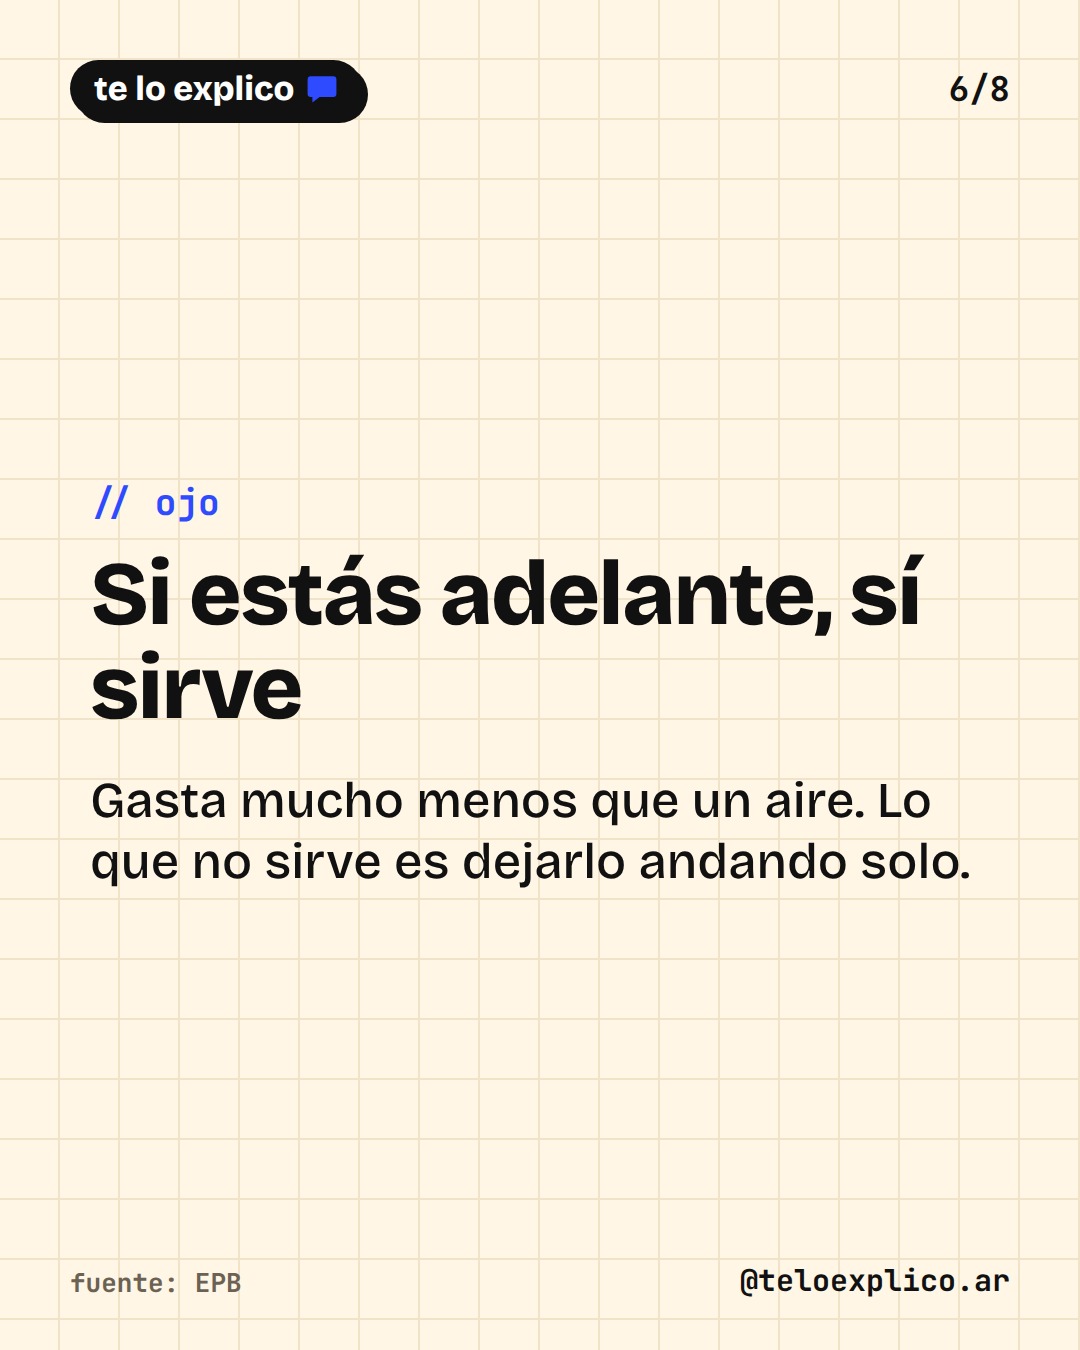 te lo explico
6/8
// ojo
Si estás adelante, sí
sirve
Gasta mucho menos que un aire. Lo
que no sirve es dejarlo andando solo.
fuente: EPB
@teloexplico.ar